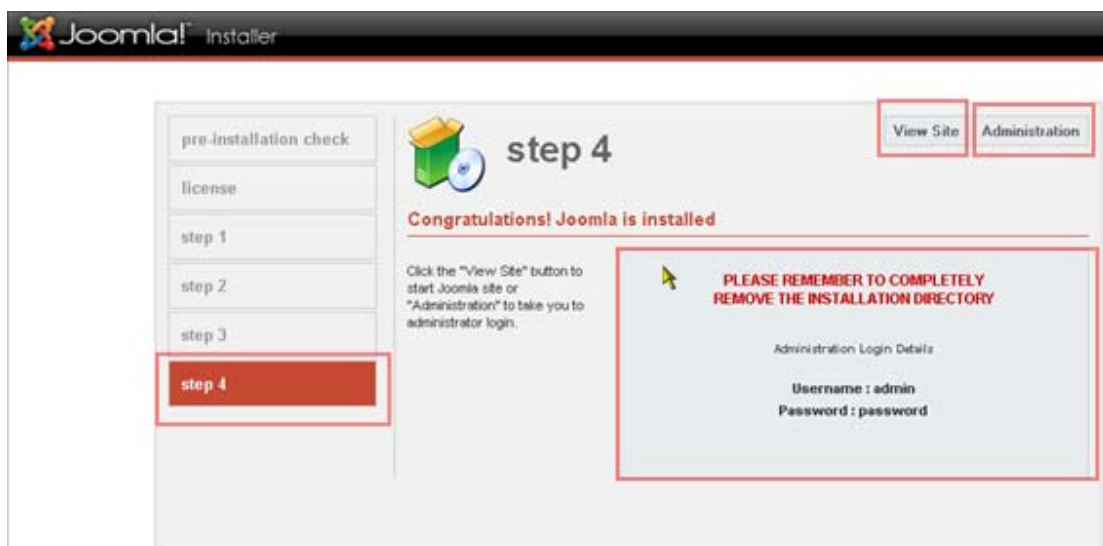 Joomla! Installer
View Site
Administration
pre-installation check
license
step 1
step 2
step 3
step 4
step 4
Congratulations! Joomla is installed
Click the "View Site" button to
start Joomla site or
"Administration" to take you to
administrator login.
PLEASE REMEMBER TO COMPLETELY
REMOVE THE INSTALLATION DIRECTORY
Administration Login Details
Username : admin
Password : password